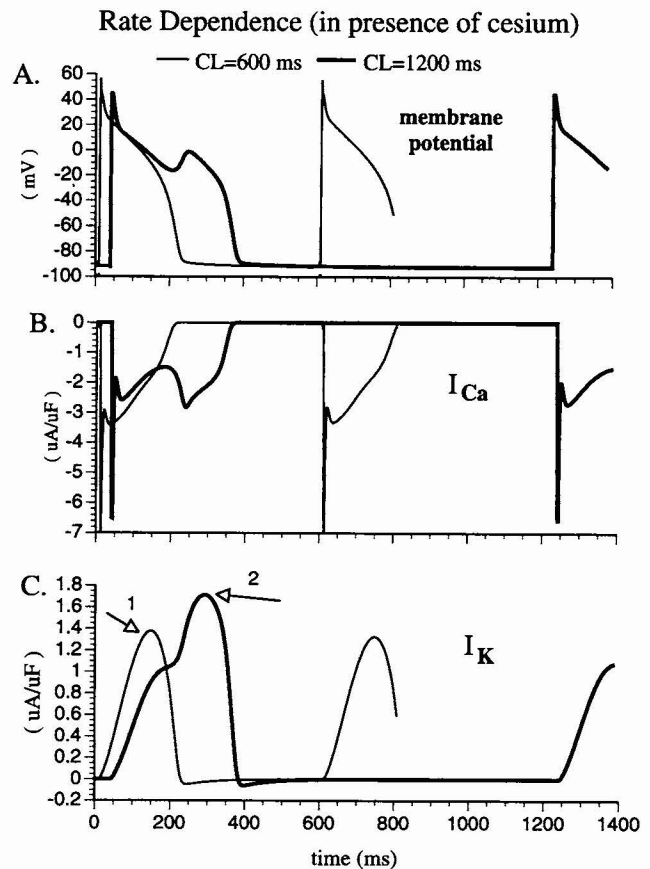 Rate Dependence (in presence of cesium)
CL=600 ms CL=1200 ms
A.
60
40
20
0
-20
-40
-60
-80
-100
( mV )
membrane
potential
B.
0
-1
-2
-3
-4
-5
-6
-7
( uA/uF )
I Ca
C.
1.8
1.6
1.4
1.2
1
0.8
0.6
0.4
0.2
0
-0.2
( uA/uF )
1
2
I K
0 200 400 600 800 1000 1200 1400
time (ms)